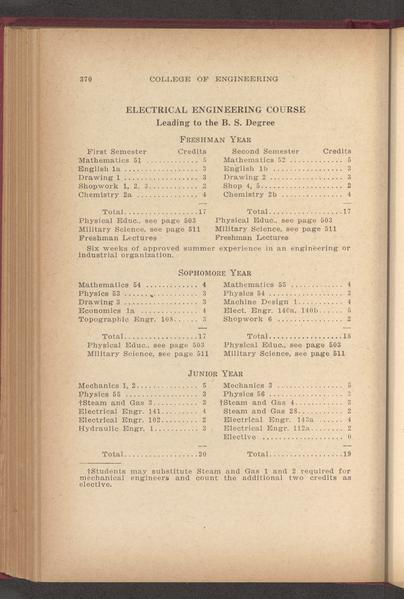 370 COLLEGE OF ENGINEERING
ELECTRICAL ENGINEERING COURSE
Leading to the B. S. Degree
FRESHMAN YEAR
First Semester Credits Second Semester Credits
Mathematics 51 ............ 5 Mathematics 52 ............. 5
English 1a .................. 3 English 1b .................. 3
Drawing 1 .................. 3 Drawing 2 .................. 3
Shopwork 1, 2, 3............ 2 Shop 4, 5.................... 2
Chemistry 2a ............... 4 Chemistry 2b ............... 4
Total...................17 Total...................17
Physical Educ., see page 503 Physical Educ., see page 503
Military Science, see page 511 Military Science, see page 511
Freshman Lectures Freshman Lectures
Six weeks of approved summer experience in an engineering or
industrial organization.
SOPHOMORE YEAR
Mathematics 54 ............. 4 Mathematics 55 ............. 4
Physics 53 .................. 3 Physics 54 .................. 3
Drawing 3 .................. 3 Machine Design 1........... 4
Economics 1a ............... 4 Elect. Engr. 140a, 140b...... 5
Topographic Engr. 108....... 3 Shopwork 6 ................. 2
Total...................17 Total...................18
Physical Educ., see page 503 Physical Educ., see page 503
Military Science, see page 511 Military Science, see page 511
JUNIOR YEAR
Mechanics 1, 2............... 5 Mechanics 3 ................. 5
Physics 55 .................. 3 Physics 56 .................. 3
†Steam and Gas 3............ 3 †Steam and Gas 4............ 3
Electrical Engr. 141.......... 4 Steam and Gas 28........... 2
Electrical Engr. 102......... 2 Electrical Engr. 143a ....... 4
Hydraulic Engr. 1........... 3 Electrical Engr. 112a........ 2
Elective .................... 0
Total...................20 Total...................19
†Students may substitute Steam and Gas 1 and 2 required for
mechanical engineers and count the additional two credits as
elective.